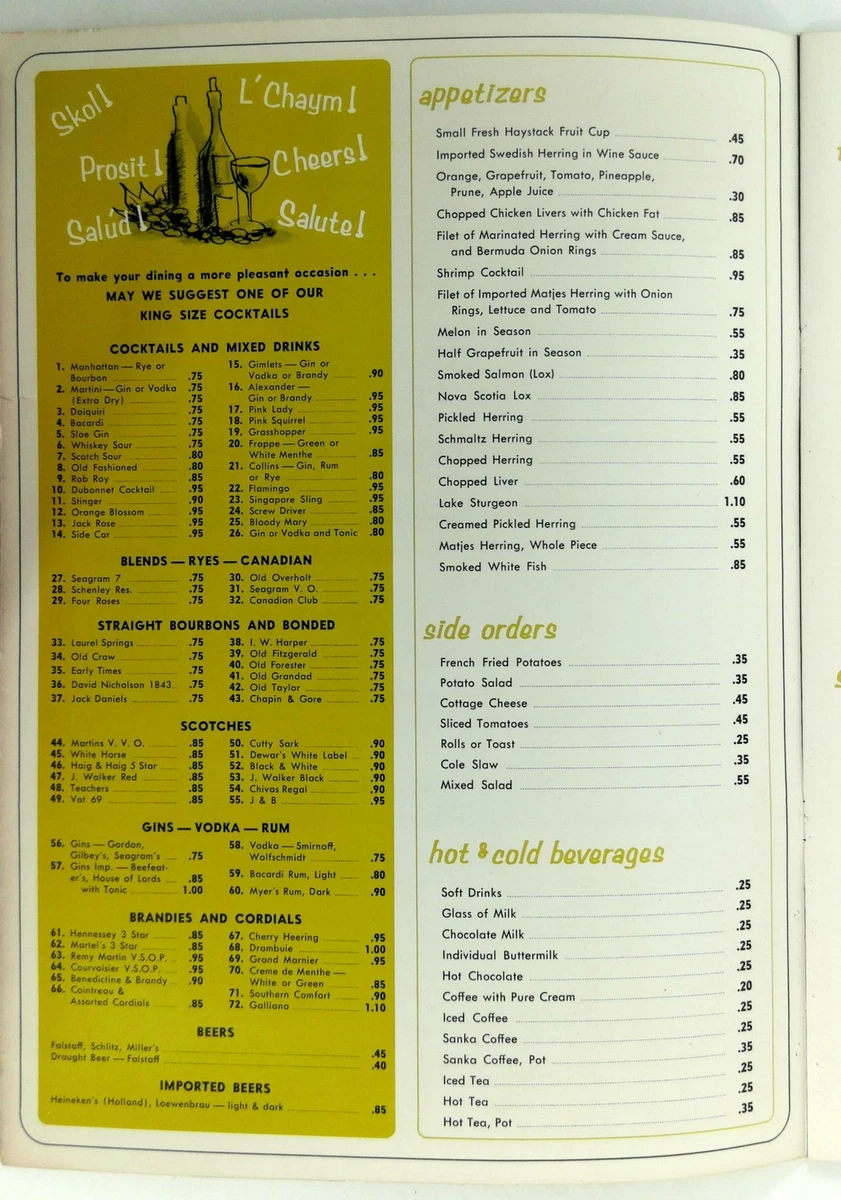 Skol!
L'Chaym!
Prosit!
Cheers!
Salúd!
Salute!
To make your dining a more pleasant occasion . . .
MAY WE SUGGEST ONE OF OUR
KING SIZE COCKTAILS
COCKTAILS AND MIXED DRINKS
1. Manhattan — Rye or
Bourbon .75
2. Martini — Gin or Vodka .75
(Extra Dry) .75
3. Daiquiri .75
4. Bacardi .75
5. Sloe Gin .75
6. Whiskey Sour .75
7. Scotch Sour .80
8. Old Fashioned .80
9. Rob Roy .85
10. Dubonnet Cocktail .95
11. Stinger .90
12. Orange Blossom .95
13. Jack Rose .95
14. Side Car .95
15. Gimlets — Gin or
Vodka or Brandy .90
16. Alexander —
Gin or Brandy .95
17. Pink Lady .95
18. Pink Squirrel .95
19. Grasshopper .95
20. Frappe — Green or
White Menthe .85
21. Collins — Gin, Rum
or Rye .80
22. Flamingo .95
23. Singapore Sling .95
24. Screw Driver .85
25. Bloody Mary .80
26. Gin or Vodka and Tonic .80
BLENDS — RYES — CANADIAN
27. Seagram 7 .75
28. Schenley Res. .75
29. Four Roses .75
30. Old Overholt .75
31. Seagram V. O. .75
32. Canadian Club .75
STRAIGHT BOURBONS AND BONDED
33. Laurel Springs .75
34. Old Crow .75
35. Early Times .75
36. David Nicholson 1843 .75
37. Jack Daniels .75
38. I. W. Harper .75
39. Old Fitzgerald .75
40. Old Forester .75
41. Old Grandad .75
42. Old Taylor .75
43. Chapin & Gore .75
SCOTCHES
44. Martins V. V. O. .85
45. White Horse .85
46. Haig & Haig 5 Star .85
47. J. Walker Red .85
48. Teachers .85
49. Vat 69 .85
50. Cutty Sark .90
51. Dewar's White Label .90
52. Black & White .90
53. J. Walker Black .90
54. Chivas Regal .90
55. J & B .95
GINS — VODKA — RUM
56. Gins — Gordon,
Gilbey's, Seagram's .75
57. Gins Imp. — Beefeat-
er's, House of Lords .85
with Tonic 1.00
58. Vodka — Smirnoff,
Wolfschmidt .75
59. Bacardi Rum, Light .80
60. Myer's Rum, Dark .90
BRANDIES AND CORDIALS
61. Hennessey 3 Star .85
62. Martel's 3 Star .85
63. Remy Martin V.S.O.P. .95
64. Courvoisier V.S.O.P. .95
65. Benedictine & Brandy .90
66. Cointreau &
Assorted Cordials .85
67. Cherry Heering .95
68. Drambuie 1.00
69. Grand Marnier .95
70. Creme de Menthe —
White or Green .85
71. Southern Comfort .90
72. Galliano 1.10
BEERS
Falstaff, Schlitz, Miller's .45
Draught Beer — Falstaff .40
IMPORTED BEERS
Heineken's (Holland), Loewenbrau — light & dark .85
appetizers
Small Fresh Haystack Fruit Cup .45
Imported Swedish Herring in Wine Sauce .70
Orange, Grapefruit, Tomato, Pineapple,
Prune, Apple Juice .30
Chopped Chicken Livers with Chicken Fat .85
Filet of Marinated Herring with Cream Sauce,
and Bermuda Onion Rings .85
Shrimp Cocktail .95
Filet of Imported Matjes Herring with Onion
Rings, Lettuce and Tomato .75
Melon in Season .55
Half Grapefruit in Season .35
Smoked Salmon (Lox) .80
Nova Scotia Lox .85
Pickled Herring .55
Schmaltz Herring .55
Chopped Herring .55
Chopped Liver .60
Lake Sturgeon 1.10
Creamed Pickled Herring .55
Matjes Herring, Whole Piece .55
Smoked White Fish .85
side orders
French Fried Potatoes .35
Potato Salad .35
Cottage Cheese .45
Sliced Tomatoes .45
Rolls or Toast .25
Cole Slaw .35
Mixed Salad .55
hot & cold beverages
Soft Drinks .25
Glass of Milk .25
Chocolate Milk .25
Individual Buttermilk .25
Hot Chocolate .25
Coffee with Pure Cream .20
Iced Coffee .25
Sanka Coffee .25
Sanka Coffee, Pot .35
Iced Tea .25
Hot Tea .25
Hot Tea, Pot .35